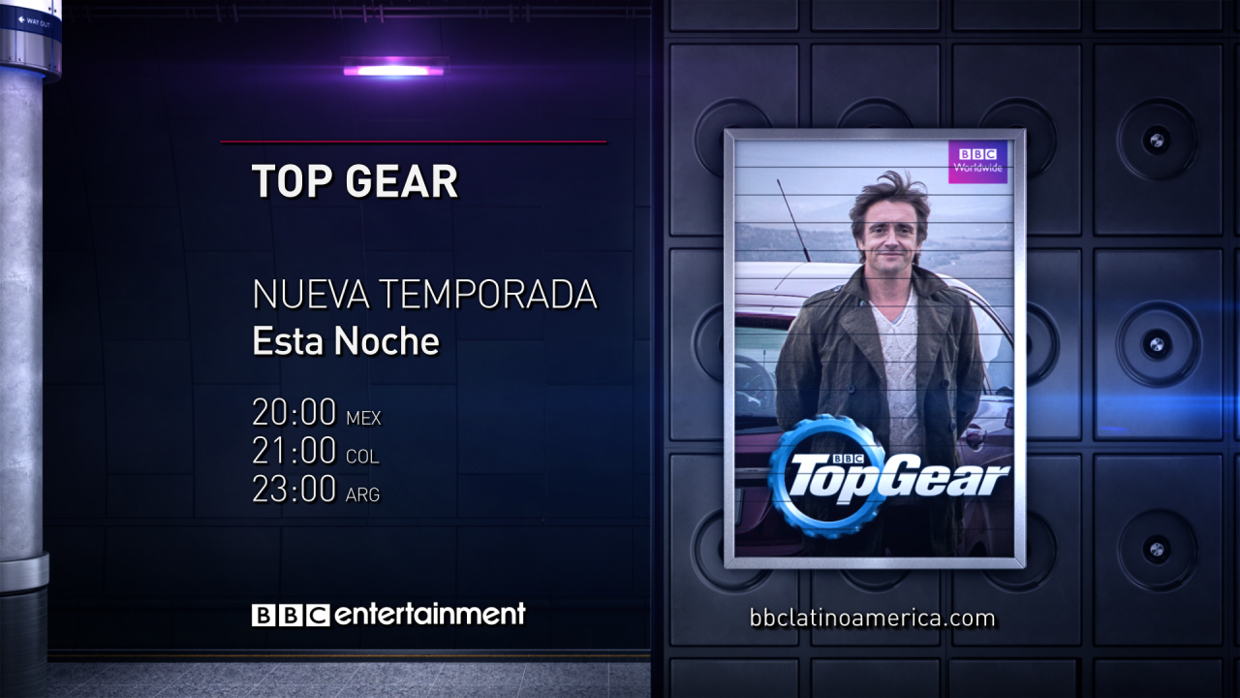 WAY OUT
TOP GEAR
NUEVA TEMPORADA
Esta Noche
20:00 MEX
21:00 COL
23:00 ARG
BBC entertainment
BBC
Worldwide
BBC
TopGear
bbclatinoamerica.com